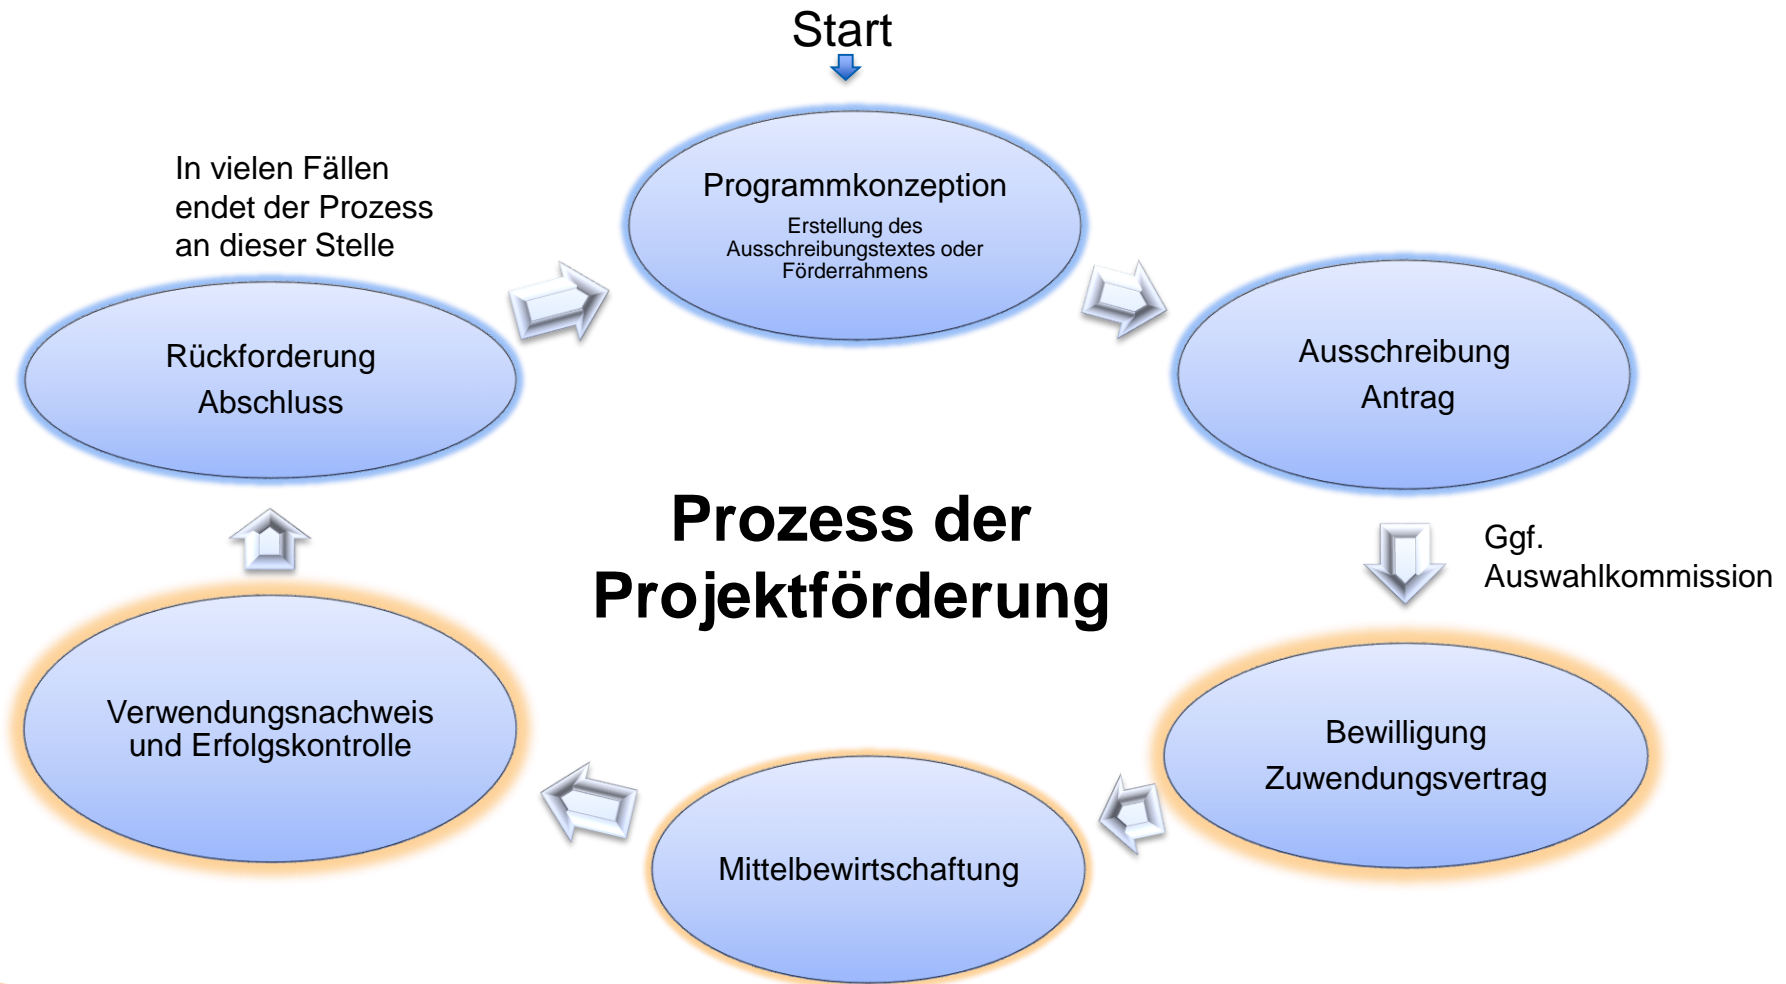 Start
Programmkonzeption
Erstellung des
Ausschreibungstextes oder
Förderrahmens
In vielen Fällen
endet der Prozess
an dieser Stelle
Rückforderung
Abschluss
Ausschreibung
Antrag
Prozess der
Projektförderung
Ggf.
Auswahlkommission
Verwendungsnachweis
und Erfolgskontrolle
Bewilligung
Zuwendungsvertrag
Mittelbewirtschaftung